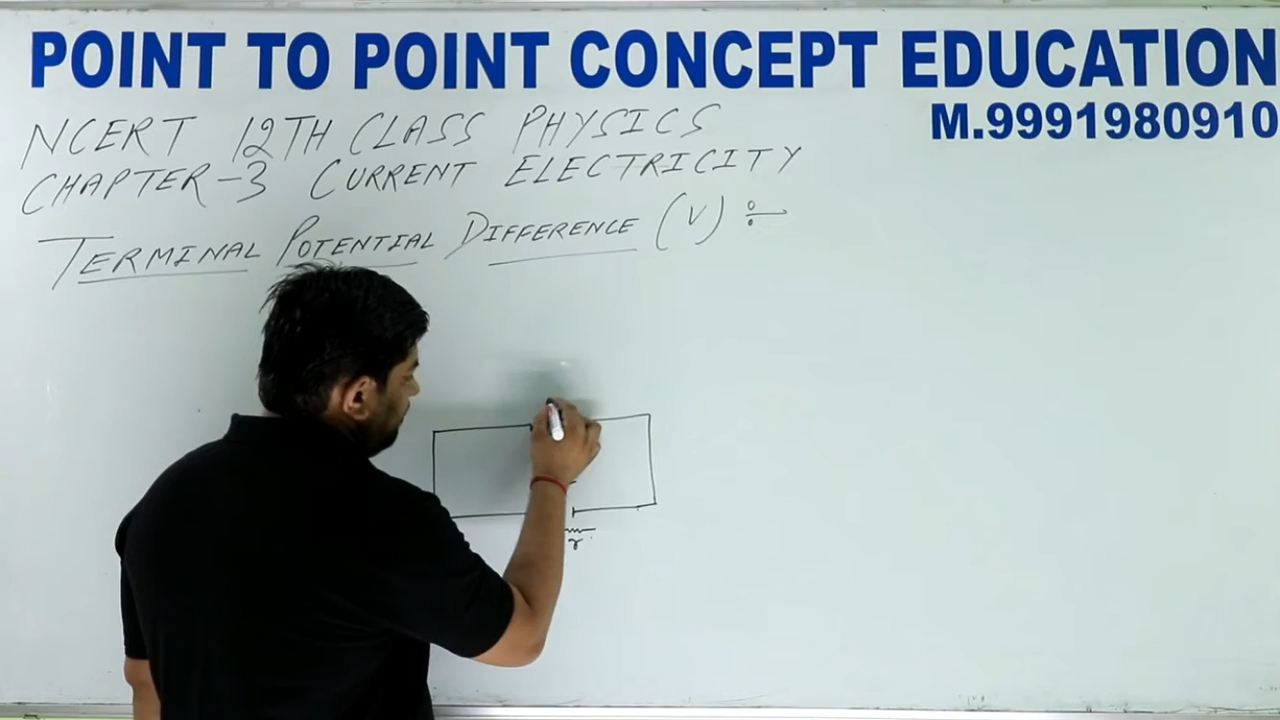 POINT TO POINT CONCEPT EDUCATION
M.9991980910
NCERT 12TH CLASS PHYSICS
CHAPTER-3 CURRENT ELECTRICITY
TERMINAL POTENTIAL DIFFERENCE (V) ÷
r